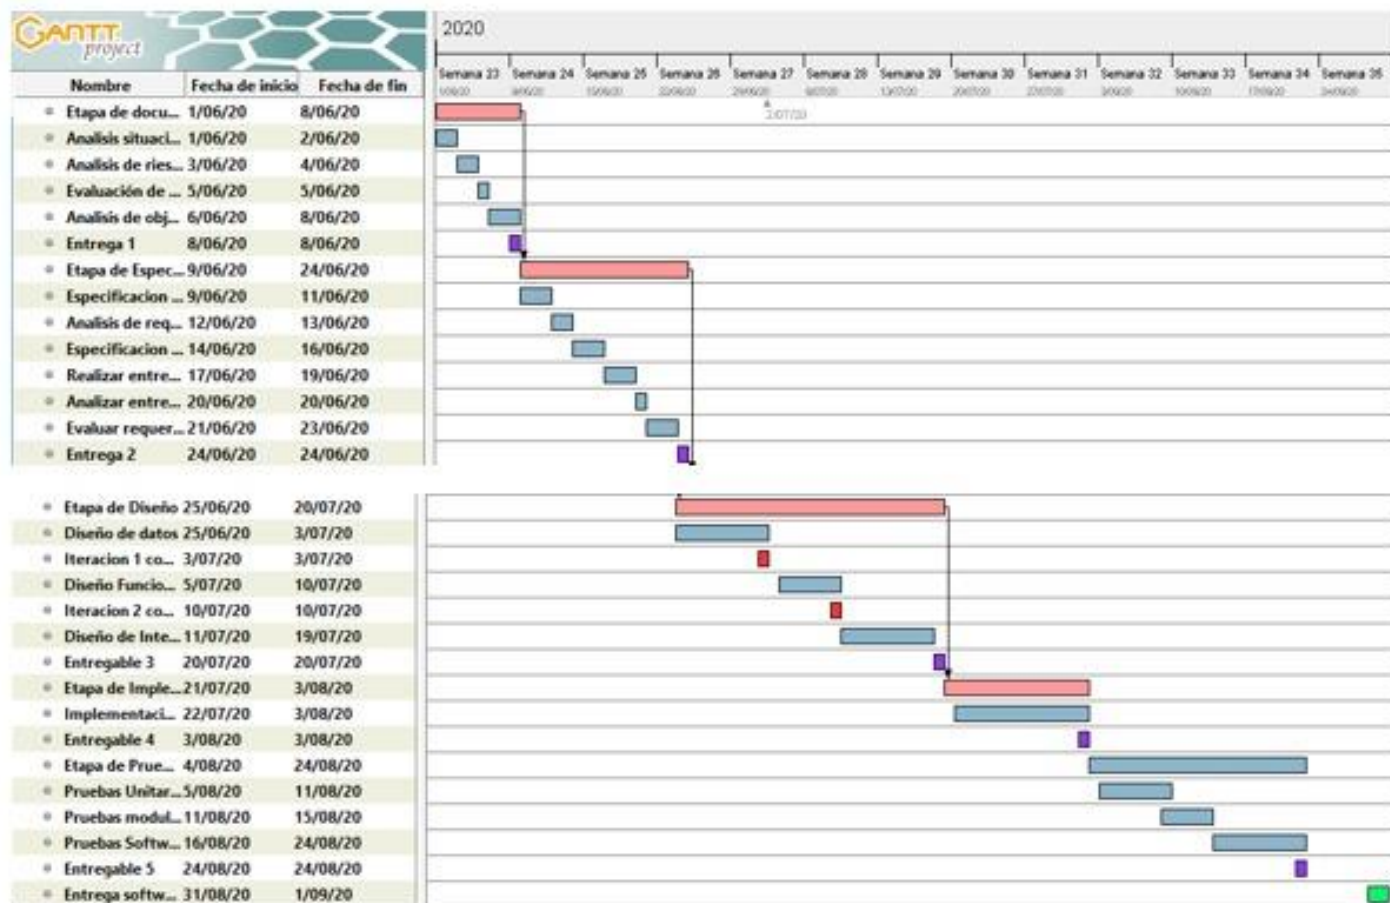 GANTT
project
2020
Semana 23 Semana 24 Semana 25 Semana 26 Semana 27 Semana 28 Semana 29 Semana 30 Semana 31 Semana 32 Semana 33 Semana 34 Semana 35
Nombre Fecha de inicio Fecha de fin
Etapa de docu... 1/06/20 8/06/20
Analisis situaci... 1/06/20 2/06/20
Analisis de ries... 3/06/20 4/06/20
Evaluación de ... 5/06/20 5/06/20
Analisis de obj... 6/06/20 8/06/20
Entrega 1 8/06/20 8/06/20
Etapa de Espec... 9/06/20 24/06/20
Especificacion ... 9/06/20 11/06/20
Analisis de req... 12/06/20 13/06/20
Especificacion ... 14/06/20 16/06/20
Realizar entre... 17/06/20 19/06/20
Analizar entre... 20/06/20 20/06/20
Evaluar requer... 21/06/20 23/06/20
Entrega 2 24/06/20 24/06/20
Etapa de Diseño 25/06/20 20/07/20
Diseño de datos 25/06/20 3/07/20
Iteracion 1 co... 3/07/20 3/07/20
Diseño Funcio... 5/07/20 10/07/20
Iteracion 2 co... 10/07/20 10/07/20
Diseño de Inte... 11/07/20 19/07/20
Entregable 3 20/07/20 20/07/20
Etapa de Imple... 21/07/20 3/08/20
Implementaci... 22/07/20 3/08/20
Entregable 4 3/08/20 3/08/20
Etapa de Prue... 4/08/20 24/08/20
Pruebas Unitar... 5/08/20 11/08/20
Pruebas modul... 11/08/20 15/08/20
Pruebas Softw... 16/08/20 24/08/20
Entregable 5 24/08/20 24/08/20
Entrega softw... 31/08/20 1/09/20